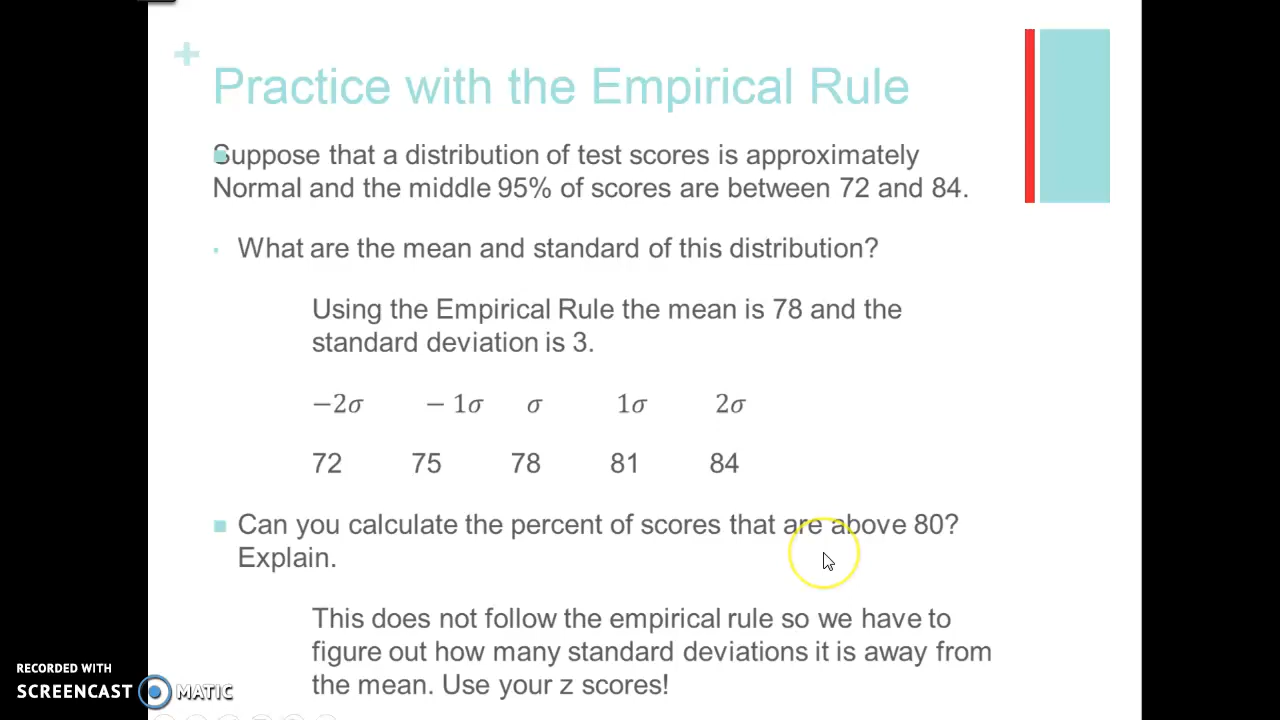 +
Practice with the Empirical Rule
Suppose that a distribution of test scores is approximately
Normal and the middle 95% of scores are between 72 and 84.
What are the mean and standard of this distribution?
Using the Empirical Rule the mean is 78 and the
standard deviation is 3.
−2σ − 1σ σ 1σ 2σ
72 75 78 81 84
Can you calculate the percent of scores that are above 80?
Explain.
This does not follow the empirical rule so we have to
figure out how many standard deviations it is away from
the mean. Use your z scores!
RECORDED WITH
SCREENCAST MATIC